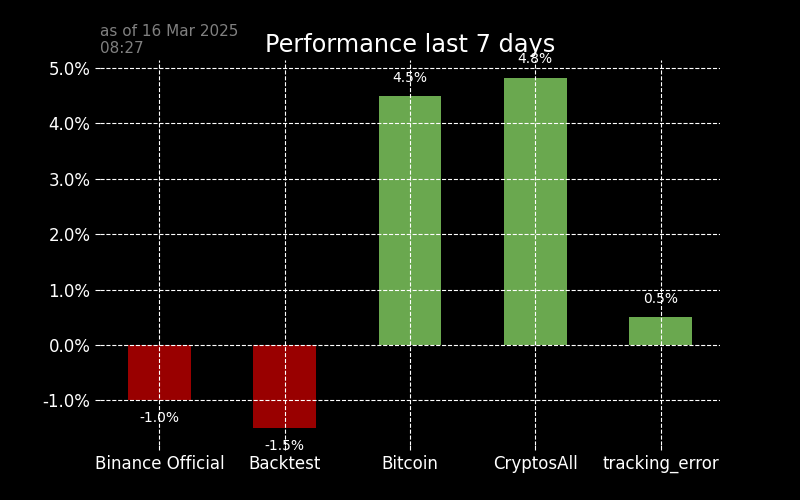 as of 16 Mar 2025
08:27
Performance last 7 days
5.0%
4.0%
3.0%
2.0%
1.0%
0.0%
-1.0%
-1.0%
-1.5%
4.5%
4.8%
0.5%
Binance Official
Backtest
Bitcoin
CryptosAll
tracking_error